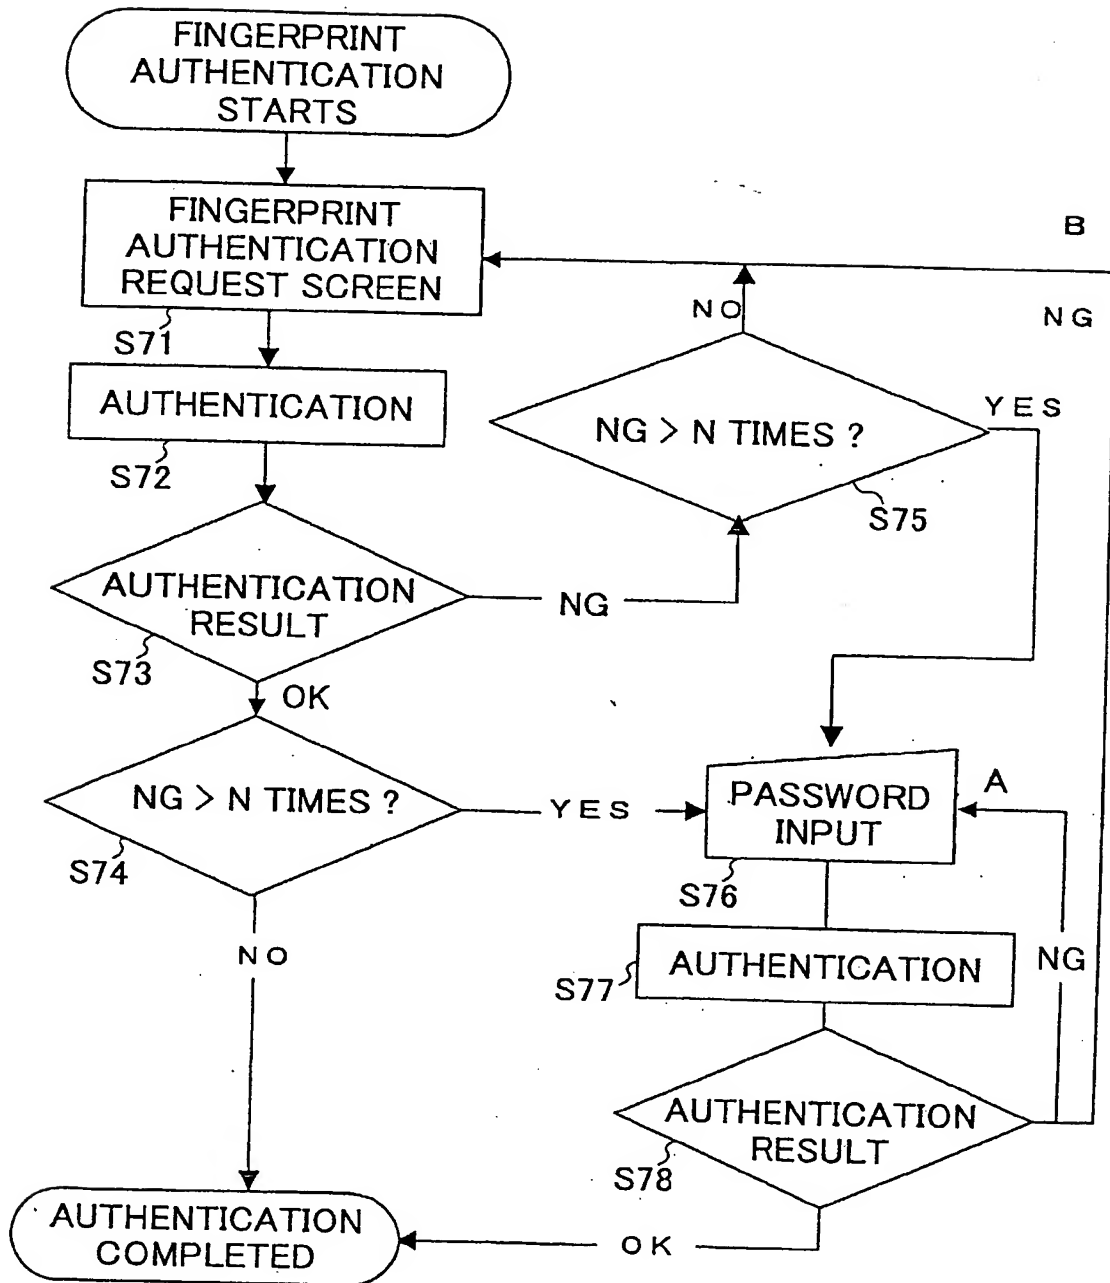 FINGERPRINT
AUTHENTICATION
STARTS
FINGERPRINT
AUTHENTICATION
REQUEST SCREEN
S71
AUTHENTICATION
S72
AUTHENTICATION
RESULT
S73
NG
OK
NG > N TIMES ?
S74
YES
NO
B
NO
NG
NG > N TIMES ?
YES
S75
PASSWORD
INPUT
A
S76
AUTHENTICATION
S77
NG
AUTHENTICATION
RESULT
S78
OK
AUTHENTICATION
COMPLETED